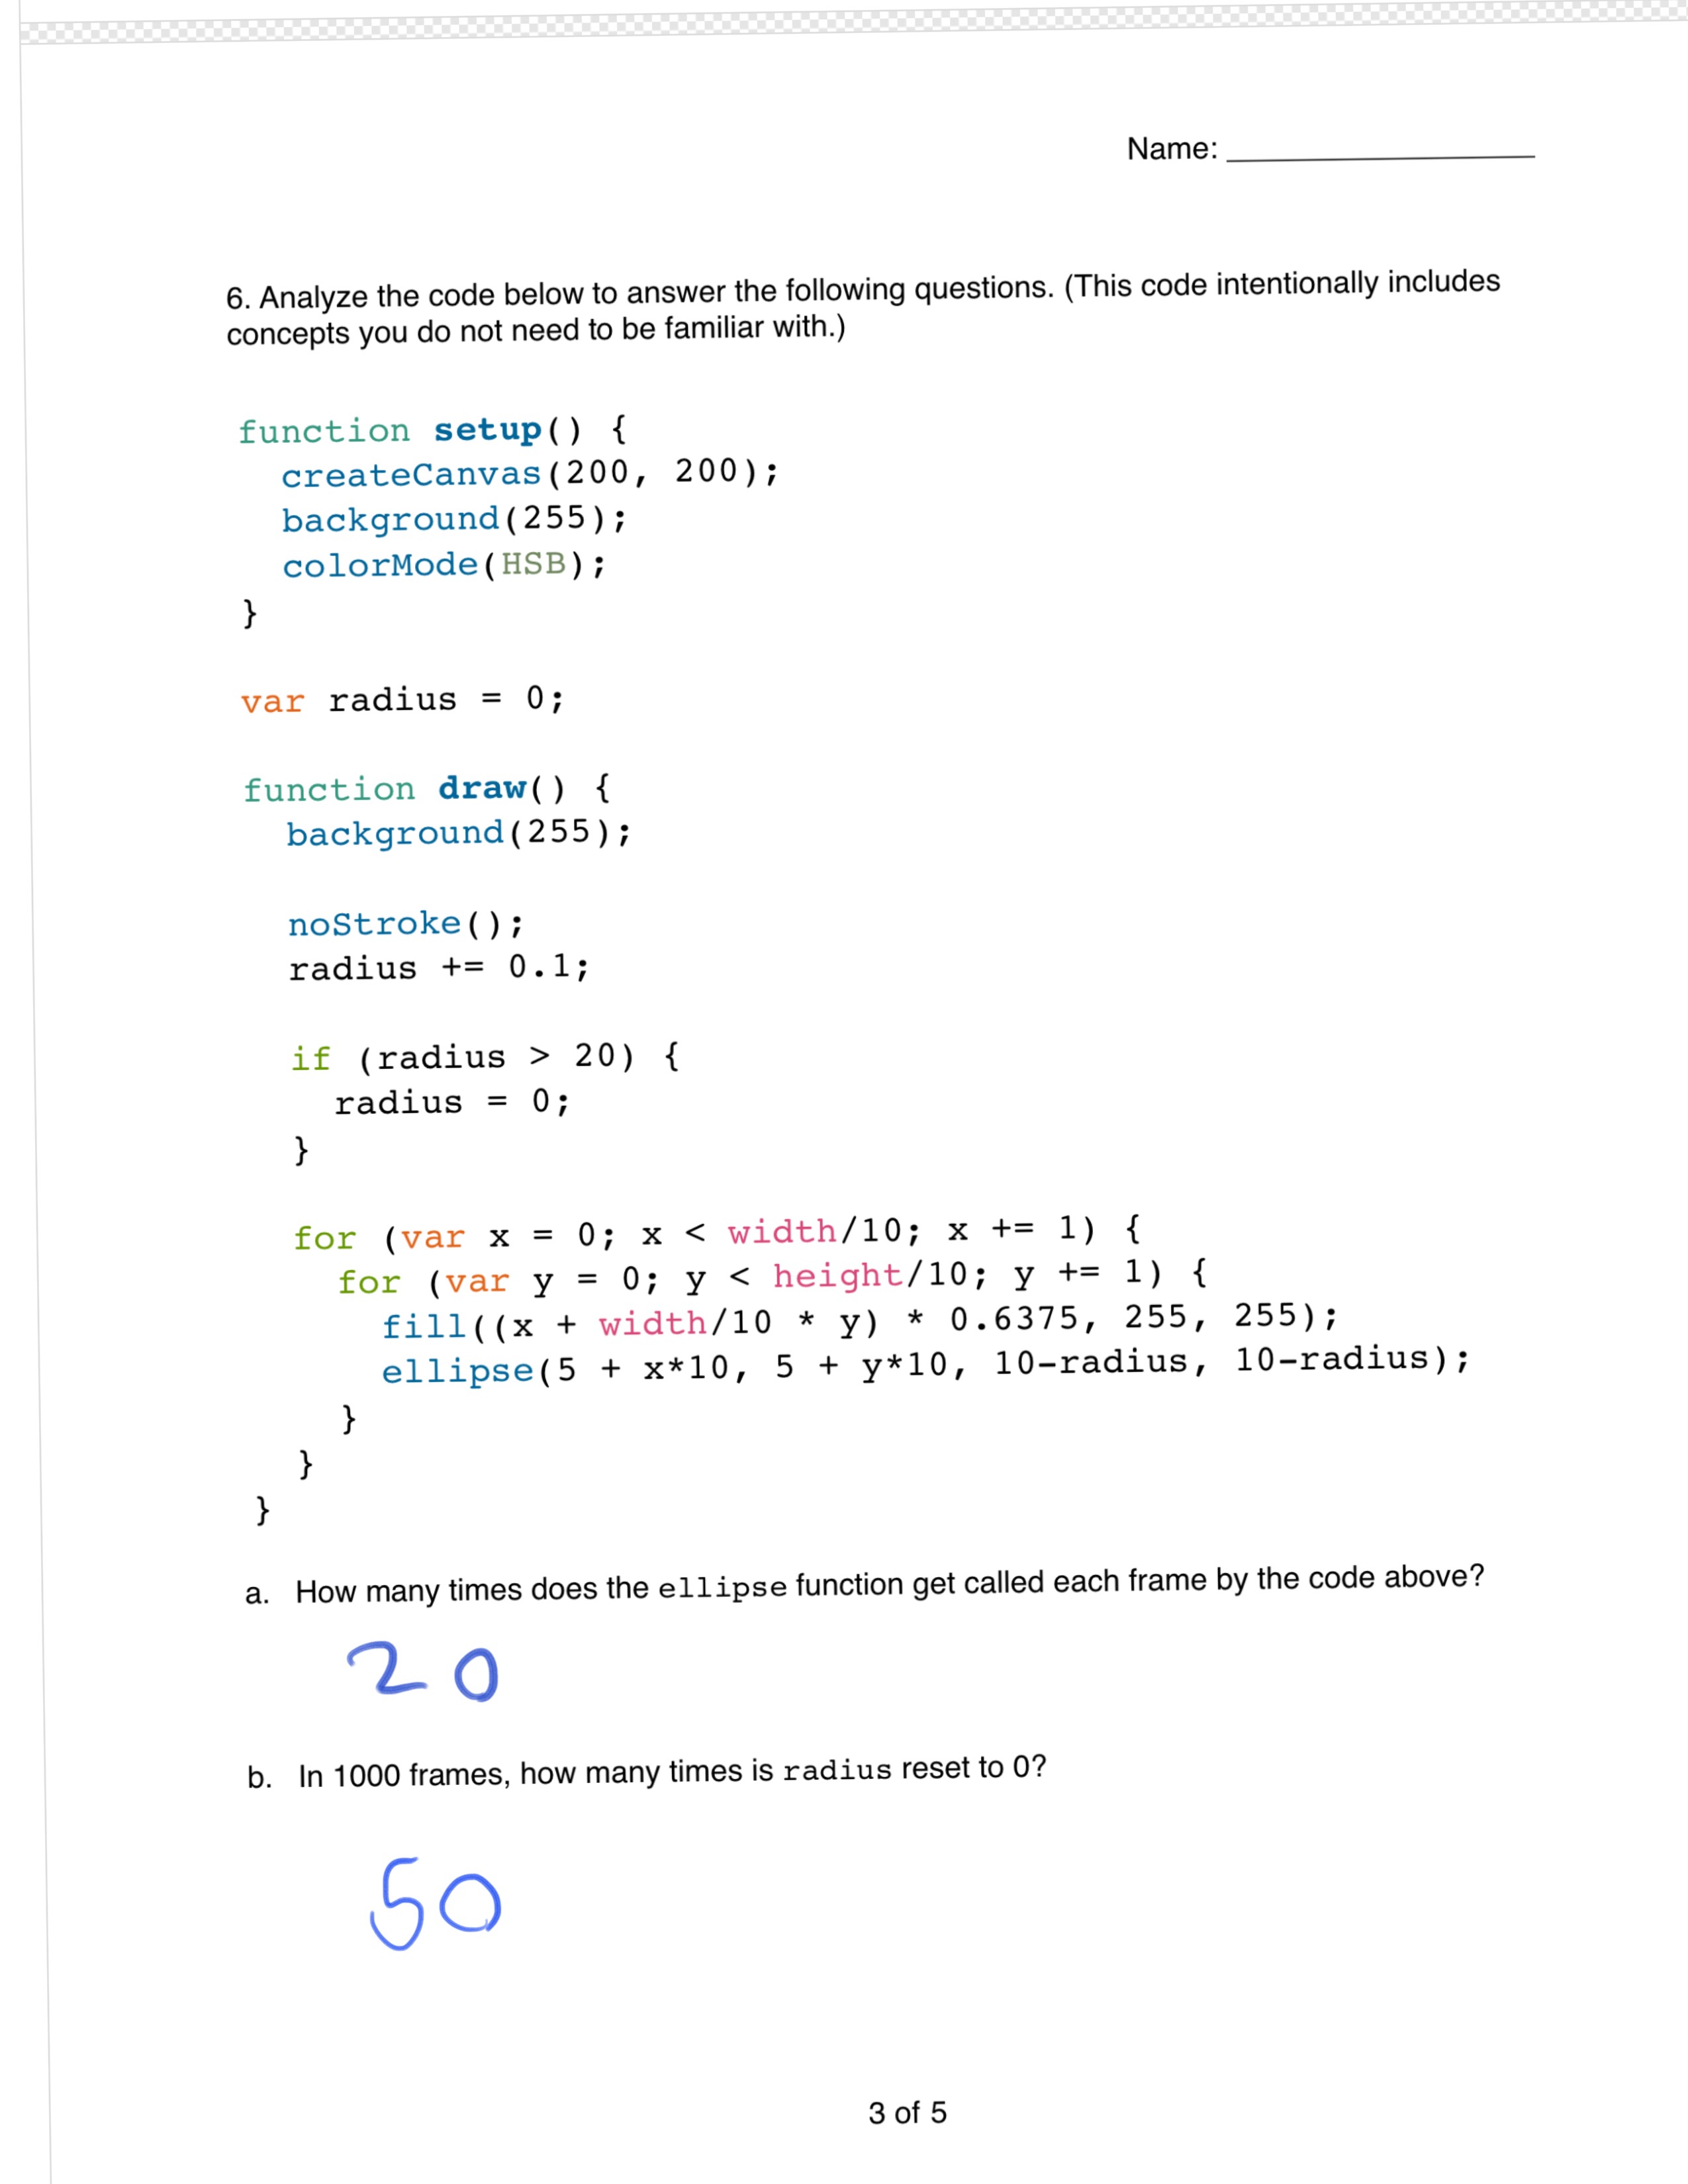 Name: ________________
6. Analyze the code below to answer the following questions. (This code intentionally includes
concepts you do not need to be familiar with.)
function setup() {
  createCanvas(200, 200);
  background(255);
  colorMode(HSB);
}
var radius = 0;
function draw() {
  background(255);
  noStroke();
  radius += 0.1;
  if (radius > 20) {
    radius = 0;
  }
  for (var x = 0; x < width/10; x += 1) {
    for (var y = 0; y < height/10; y += 1) {
      fill((x + width/10 * y) * 0.6375, 255, 255);
      ellipse(5 + x*10, 5 + y*10, 10-radius, 10-radius);
    }
  }
}
a. How many times does the ellipse function get called each frame by the code above?
20
b. In 1000 frames, how many times is radius reset to 0?
50
3 of 5